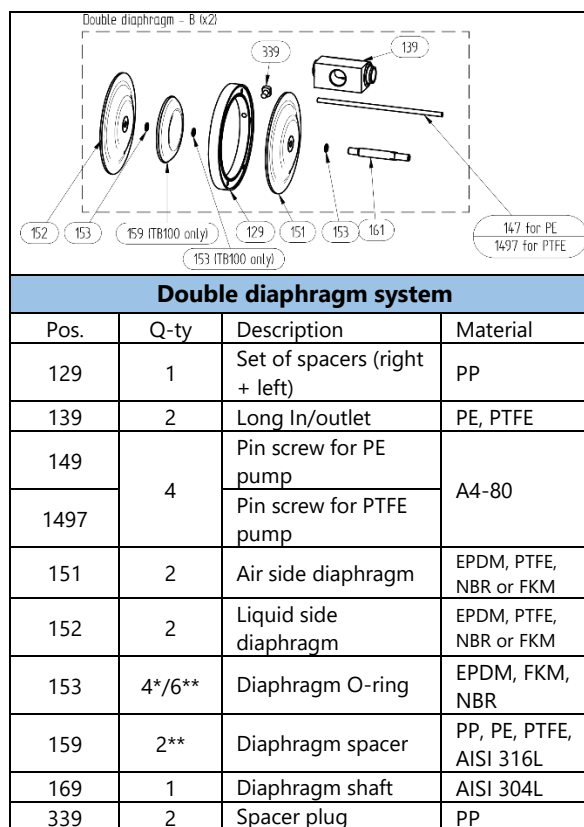 Double diaphragm - B (x2)
339
139
152
153
159 (TB100 only)
129
151
153
161
147 for PE
1497 for PTFE
153 (TB100 only)
Double diaphragm system
Pos.
Q-ty
Description
Material
129
1
Set of spacers (right
+ left)
PP
139
2
Long In/outlet
PE, PTFE
149
4
Pin screw for PE
pump
A4-80
1497
Pin screw for PTFE
pump
151
2
Air side diaphragm
EPDM, PTFE,
NBR or FKM
152
2
Liquid side
diaphragm
EPDM, PTFE,
NBR or FKM
153
4*/6**
Diaphragm O-ring
EPDM, FKM,
NBR
159
2**
Diaphragm spacer
PP, PE, PTFE,
AISI 316L
169
1
Diaphragm shaft
AISI 304L
339
2
Spacer plug
PP